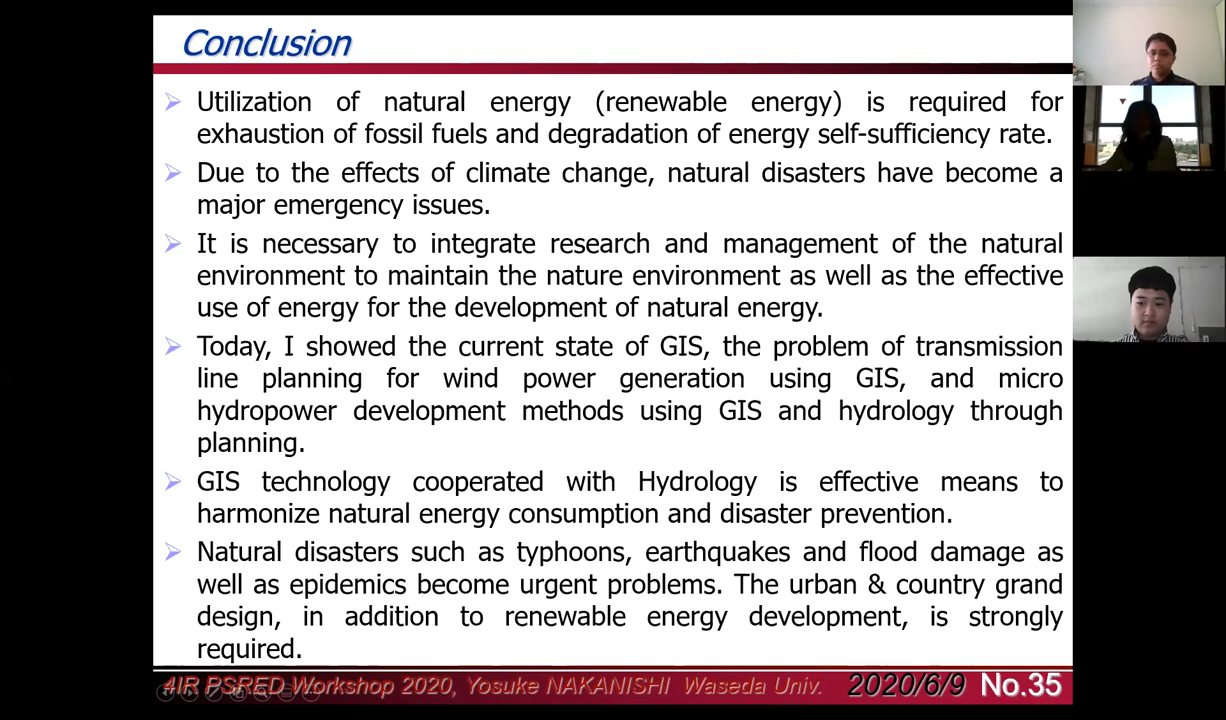 Conclusion
Utilization of natural energy (renewable energy) is required for
exhaustion of fossil fuels and degradation of energy self-sufficiency rate.
Due to the effects of climate change, natural disasters have become a
major emergency issues.
It is necessary to integrate research and management of the natural
environment to maintain the nature environment as well as the effective
use of energy for the development of natural energy.
Today, I showed the current state of GIS, the problem of transmission
line planning for wind power generation using GIS, and micro
hydropower development methods using GIS and hydrology through
planning.
GIS technology cooperated with Hydrology is effective means to
harmonize natural energy consumption and disaster prevention.
Natural disasters such as typhoons, earthquakes and flood damage as
well as epidemics become urgent problems. The urban & country grand
design, in addition to renewable energy development, is strongly
required.
4IR PSRED Workshop 2020, Yosuke NAKANISHI Waseda Univ. 2020/6/9 No.35